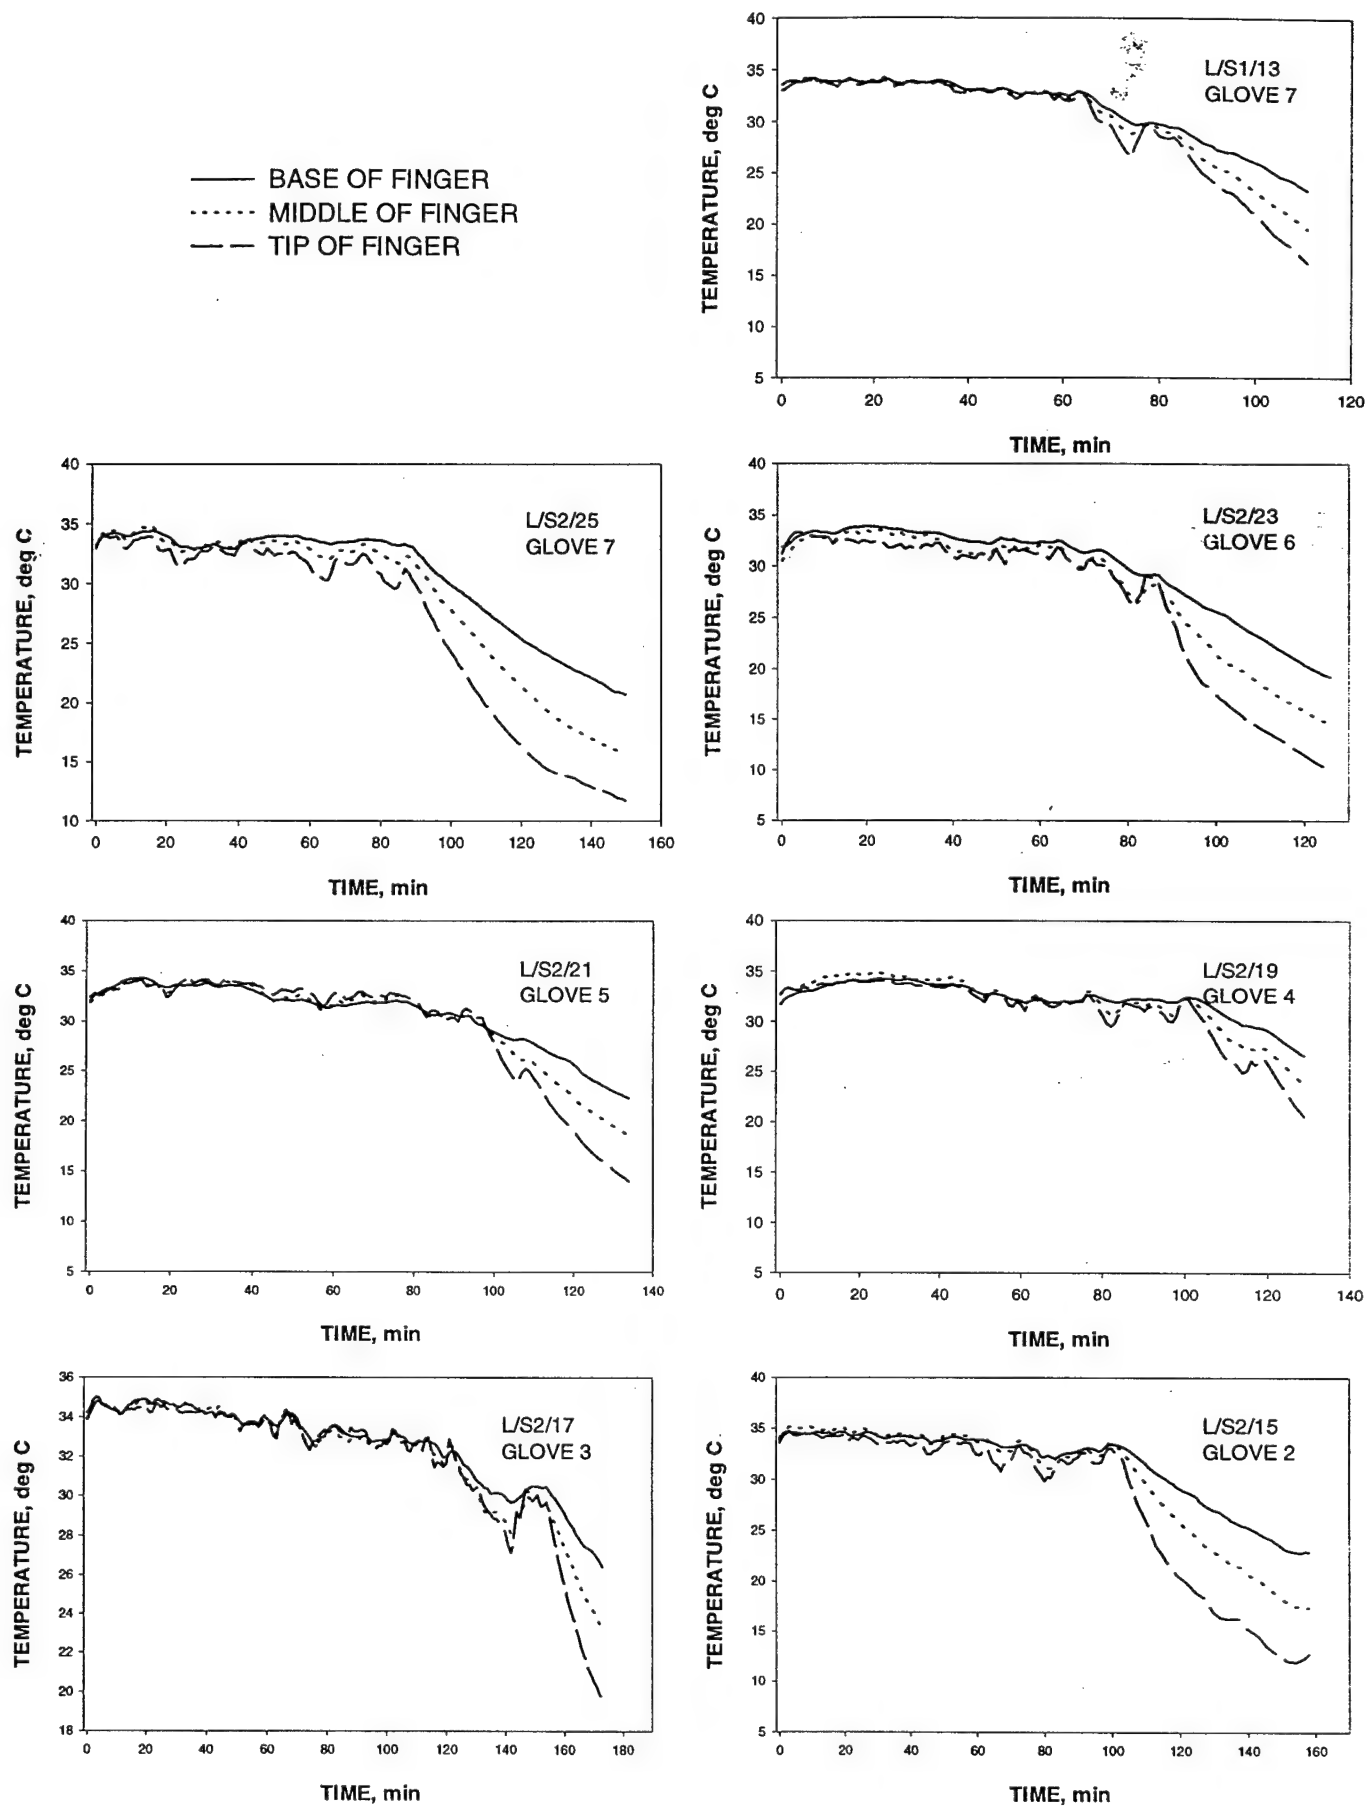 BASE OF FINGER
MIDDLE OF FINGER
TIP OF FINGER
TEMPERATURE, deg C
40
35
30
25
20
15
10
5
L/S1/13
GLOVE 7
0 20 40 60 80 100 120
TIME, min
TEMPERATURE, deg C
40
35
30
25
20
15
10
L/S2/25
GLOVE 7
0 20 40 60 80 100 120 140 160
TIME, min
TEMPERATURE, deg C
40
35
30
25
20
15
10
5
L/S2/23
GLOVE 6
0 20 40 60 80 100 120
TIME, min
TEMPERATURE, deg C
40
35
30
25
20
15
10
5
L/S2/21
GLOVE 5
0 20 40 60 80 100 120 140
TIME, min
TEMPERATURE, deg C
40
35
30
25
20
15
10
5
L/S2/19
GLOVE 4
0 20 40 60 80 100 120 140
TIME, min
TEMPERATURE, deg C
36
34
32
30
28
26
24
22
20
18
L/S2/17
GLOVE 3
0 20 40 60 80 100 120 140 160 180
TIME, min
TEMPERATURE, deg C
40
35
30
25
20
15
10
5
L/S2/15
GLOVE 2
0 20 40 60 80 100 120 140 160
TIME, min